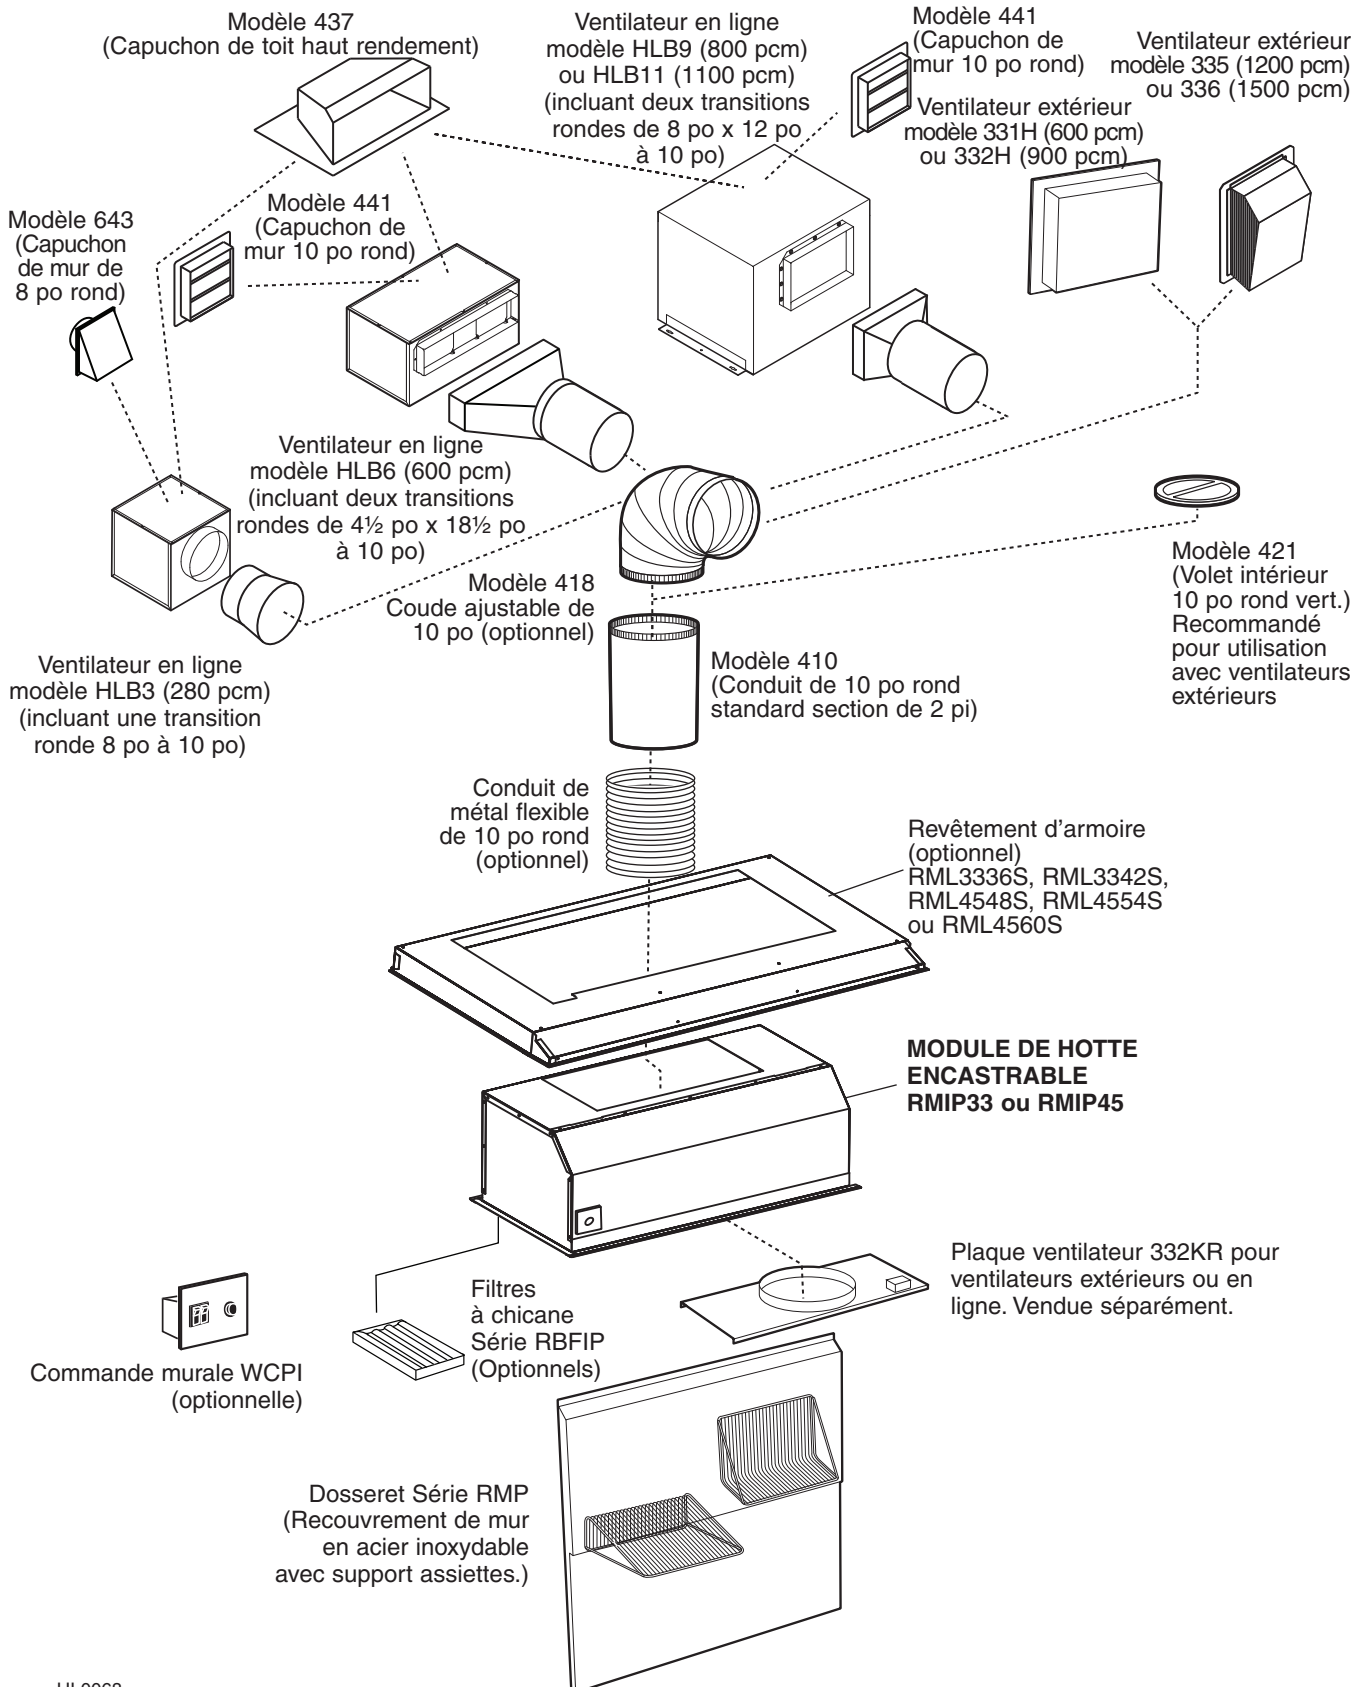 Modèle 437
(Capuchon de toit haut rendement)
Ventilateur en ligne
modèle HLB9 (800 pcm)
ou HLB11 (1100 pcm)
(incluant deux transitions
rondes de 8 po x 12 po
à 10 po)
Modèle 441
(Capuchon de
mur 10 po rond)
Ventilateur extérieur
modèle 335 (1200 pcm)
ou 336 (1500 pcm)
Ventilateur extérieur
modèle 331H (600 pcm)
ou 332H (900 pcm)
Modèle 643
(Capuchon
de mur de
8 po rond)
Modèle 441
(Capuchon de
mur 10 po rond)
Ventilateur en ligne
modèle HLB6 (600 pcm)
(incluant deux transitions
rondes de 4½ po x 18½ po
à 10 po)
Modèle 418
Coude ajustable de
10 po (optionnel)
Modèle 421
(Volet intérieur
10 po rond vert.)
Recommandé
pour utilisation
avec ventilateurs
extérieurs
Ventilateur en ligne
modèle HLB3 (280 pcm)
(incluant une transition
ronde 8 po à 10 po)
Modèle 410
(Conduit de 10 po rond
standard section de 2 pi)
Conduit de
métal flexible
de 10 po rond
(optionnel)
Revêtement d’armoire
(optionnel)
RML3336S, RML3342S,
RML4548S, RML4554S
ou RML4560S
MODULE DE HOTTE
ENCASTRABLE
RMIP33 ou RMIP45
Plaque ventilateur 332KR pour
ventilateurs extérieurs ou en
ligne. Vendue séparément.
Filtres
à chicane
Série RBFIP
(Optionnels)
Commande murale WCPI
(optionnelle)
Dosseret Série RMP
(Recouvrement de mur
en acier inoxydable
avec support assiettes.)